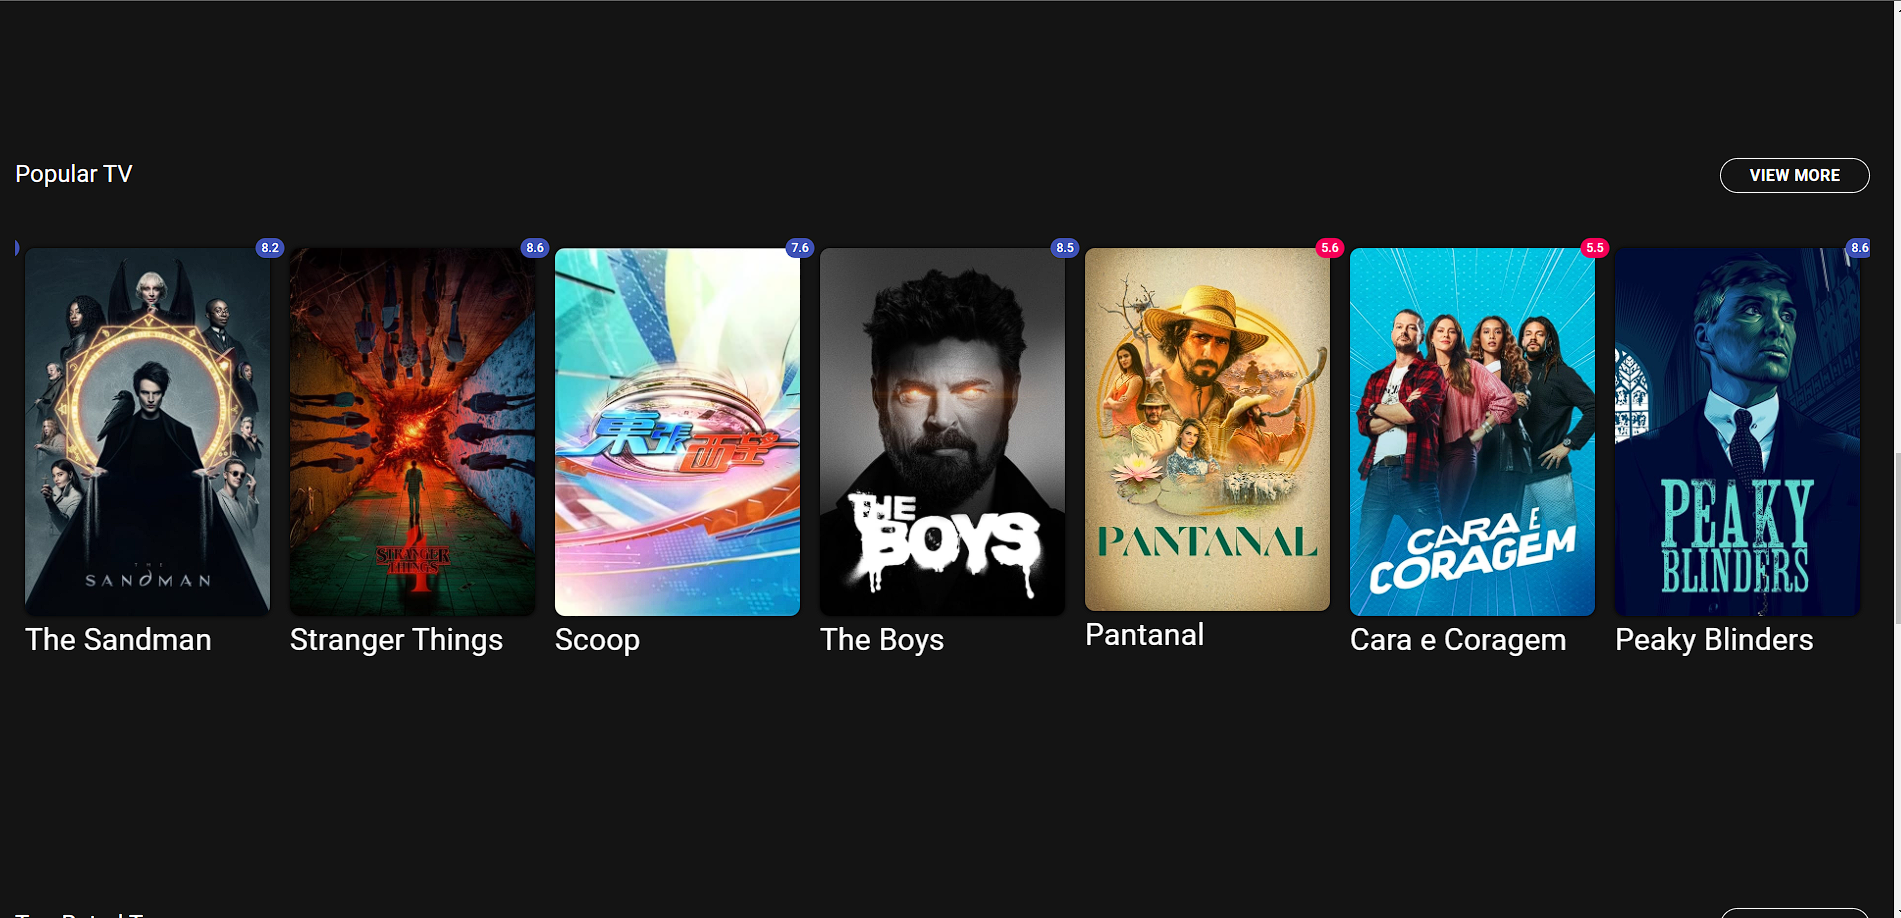 Popular TV
VIEW MORE
8.2
8.6
7.6
8.5
5.6
5.5
8.6
THE
SANDMAN
STRANGER
THINGS
4
東張西望
THE
BOYS
PANTANAL
CARA E
CORAGEM
PEAKY
BLINDERS
The Sandman
Stranger Things
Scoop
The Boys
Pantanal
Cara e Coragem
Peaky Blinders